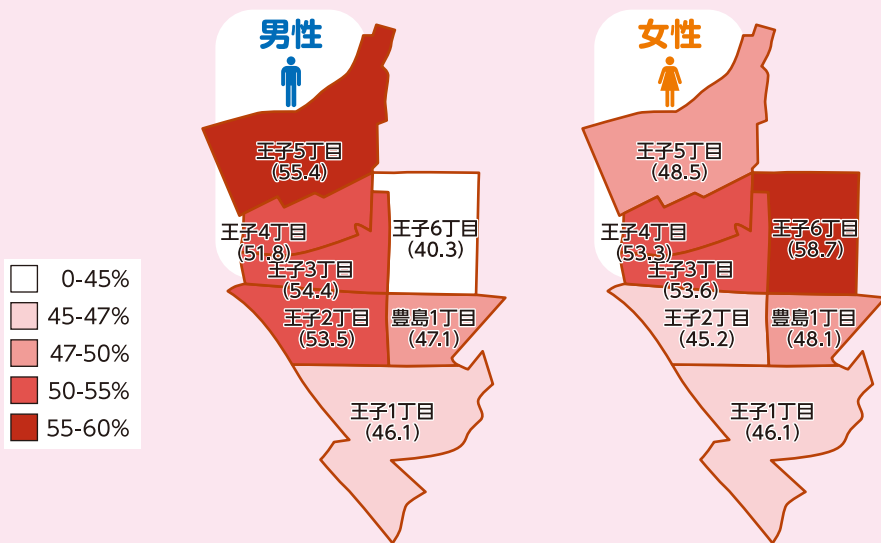 男性
王子5丁目
(55.4)
王子4丁目
(51.8)
王子6丁目
(40.3)
王子3丁目
(54.4)
王子2丁目
(53.5)
豊島1丁目
(47.1)
王子1丁目
(46.1)
女性
王子5丁目
(48.5)
王子4丁目
(53.3)
王子6丁目
(58.7)
王子3丁目
(53.6)
王子2丁目
(45.2)
豊島1丁目
(48.1)
王子1丁目
(46.1)
0-45%
45-47%
47-50%
50-55%
55-60%